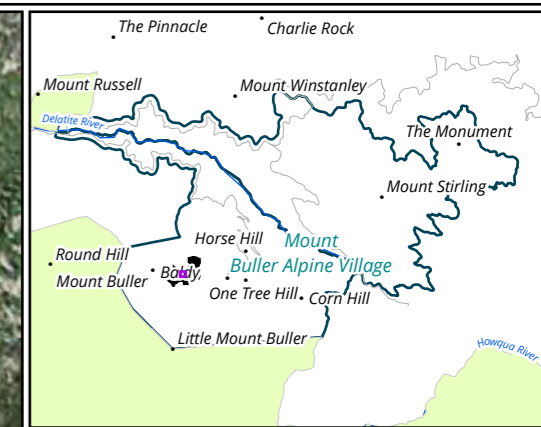 The Pinnacle
Charlie Rock
Mount Russell
Mount Winstanley
Delatite River
The Monument
Mount Stirling
Horse Hill
Mount
Buller Alpine Village
Round Hill
Mount Buller
Baldy
One Tree Hill
Corn Hill
Little Mount Buller
Howqua River